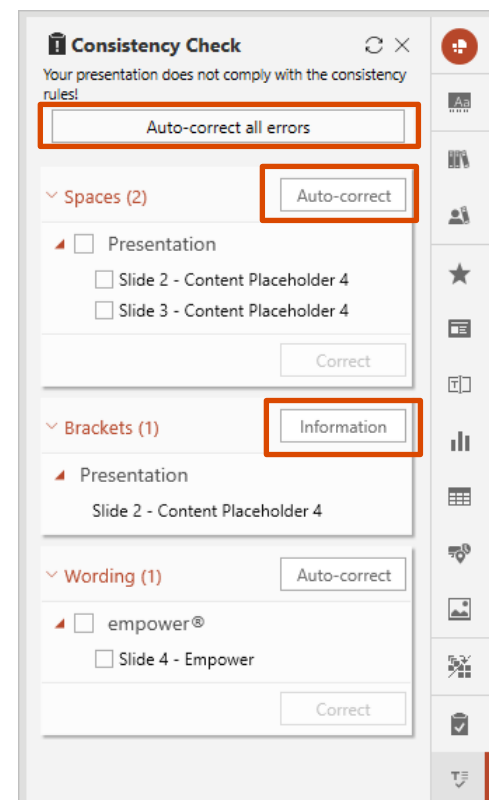 Consistency Check
Your presentation does not comply with the consistency
rules!
Auto-correct all errors
Spaces (2)
Auto-correct
Presentation
Slide 2 - Content Placeholder 4
Slide 3 - Content Placeholder 4
Correct
Brackets (1)
Information
Presentation
Slide 2 - Content Placeholder 4
Wording (1)
Auto-correct
empower®
Slide 4 - Empower
Correct
Aa
T
T